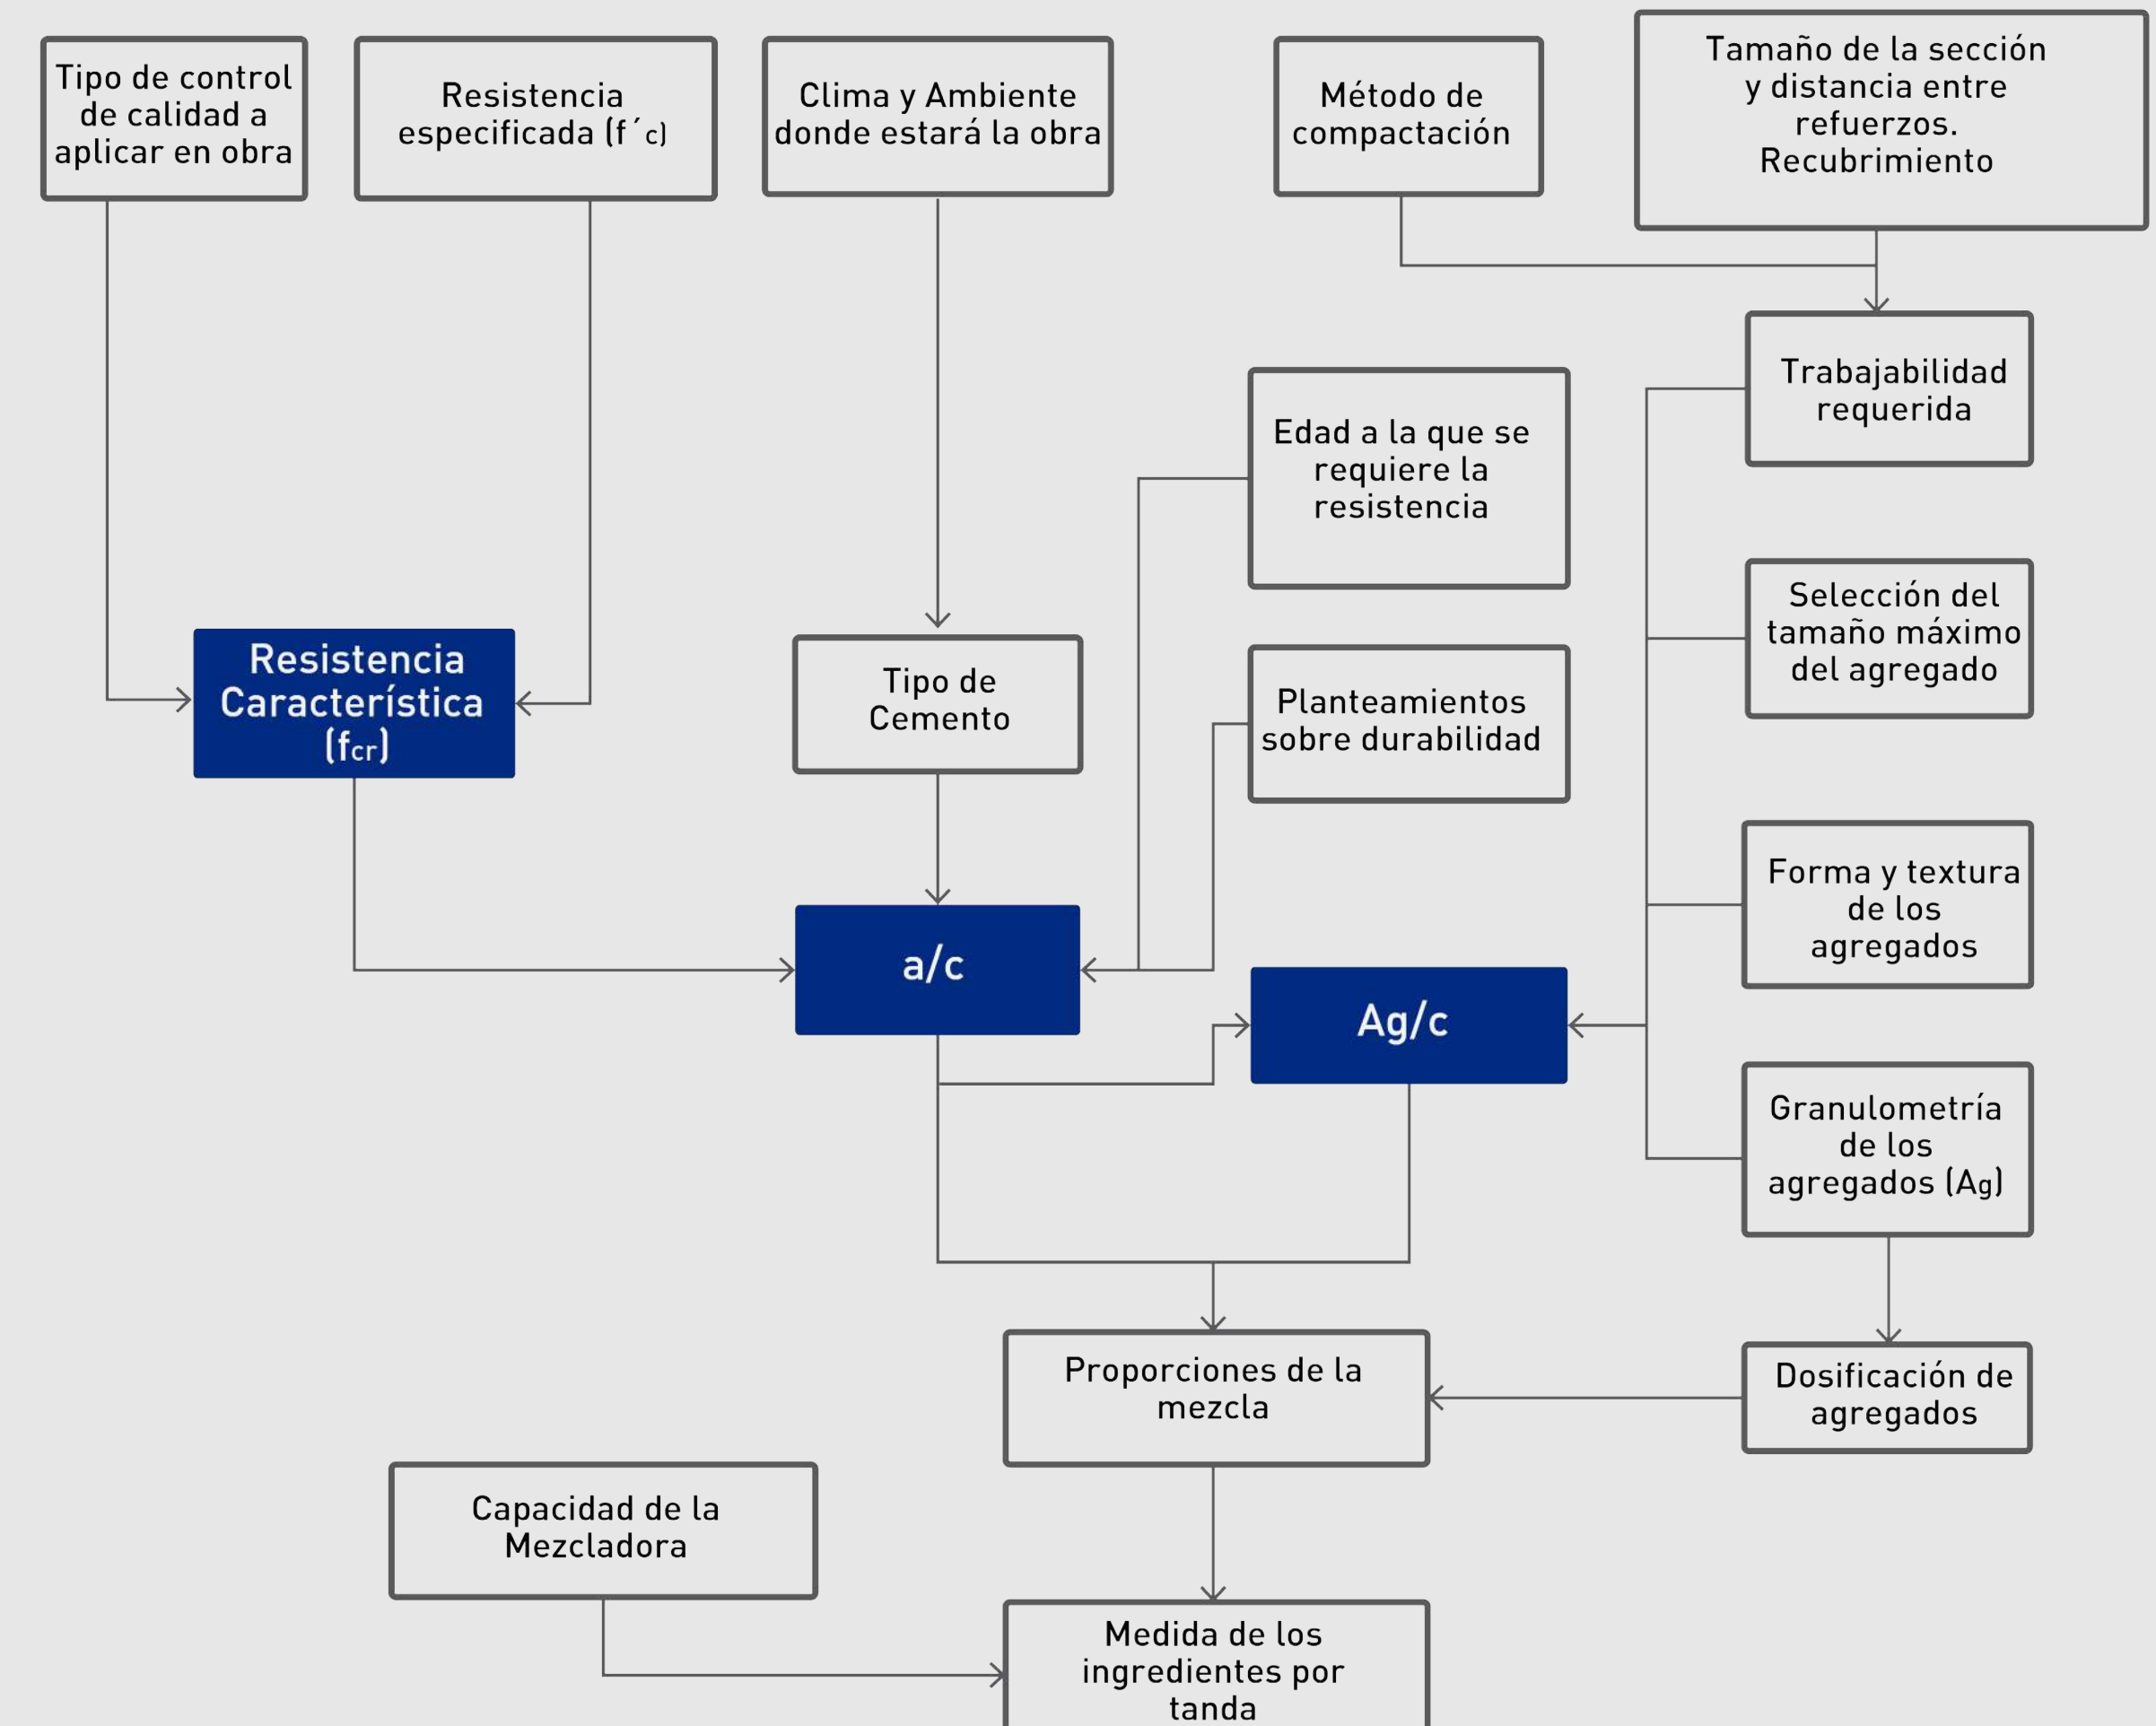 Tipo de control
de calidad a
aplicar en obra
Resistencia
especificada (f´c)
Clima y Ambiente
donde estará la obra
Método de
compactación
Tamaño de la sección
y distancia entre
refuerzos.
Recubrimiento
Trabajabilidad
requerida
Edad a la que se
requiere la
resistencia
Selección del
tamaño máximo
del agregado
Resistencia
Característica
(fcr)
Tipo de
Cemento
Planteamientos
sobre durabilidad
Forma y textura
de los
agregados
a/c
Ag/c
Granulometría
de los
agregados (Ag)
Proporciones de la
mezcla
Dosificación de
agregados
Capacidad de la
Mezcladora
Medida de los
ingredientes por
tanda